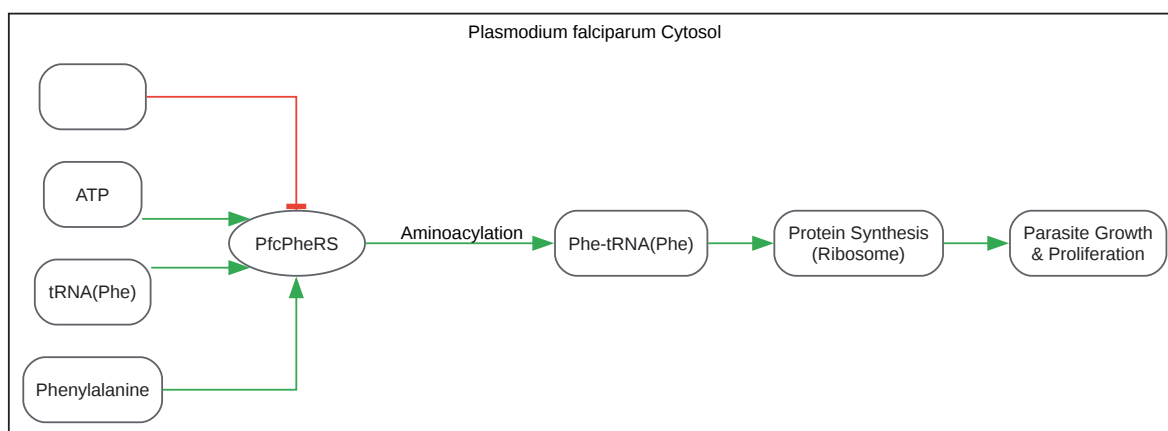 Plasmodium falciparum Cytosol
ATP
tRNA(Phe)
Phenylalanine
PfcPheRS
Aminoacylation
Phe-tRNA(Phe)
Protein Synthesis
(Ribosome)
Parasite Growth
& Proliferation